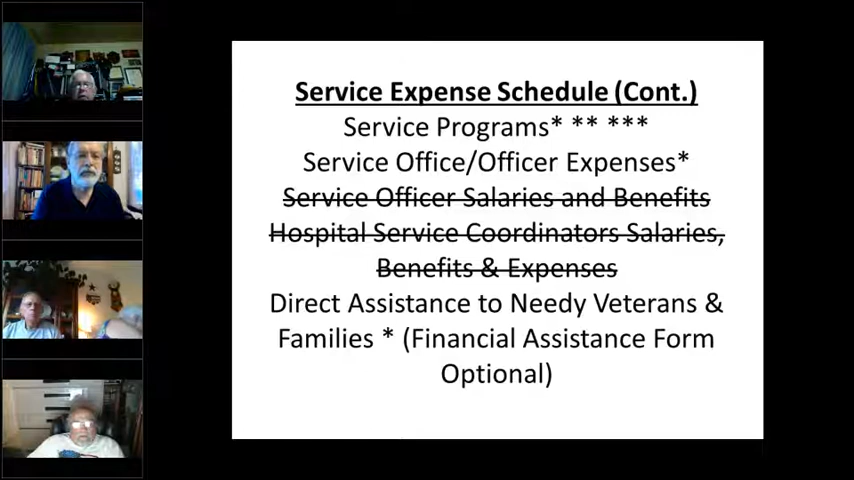 Service Expense Schedule (Cont.)
Service Programs* ** ***
Service Office/Officer Expenses*
Service Officer Salaries and Benefits
Hospital Service Coordinators Salaries,
Benefits & Expenses
Direct Assistance to Needy Veterans &
Families * (Financial Assistance Form
Optional)